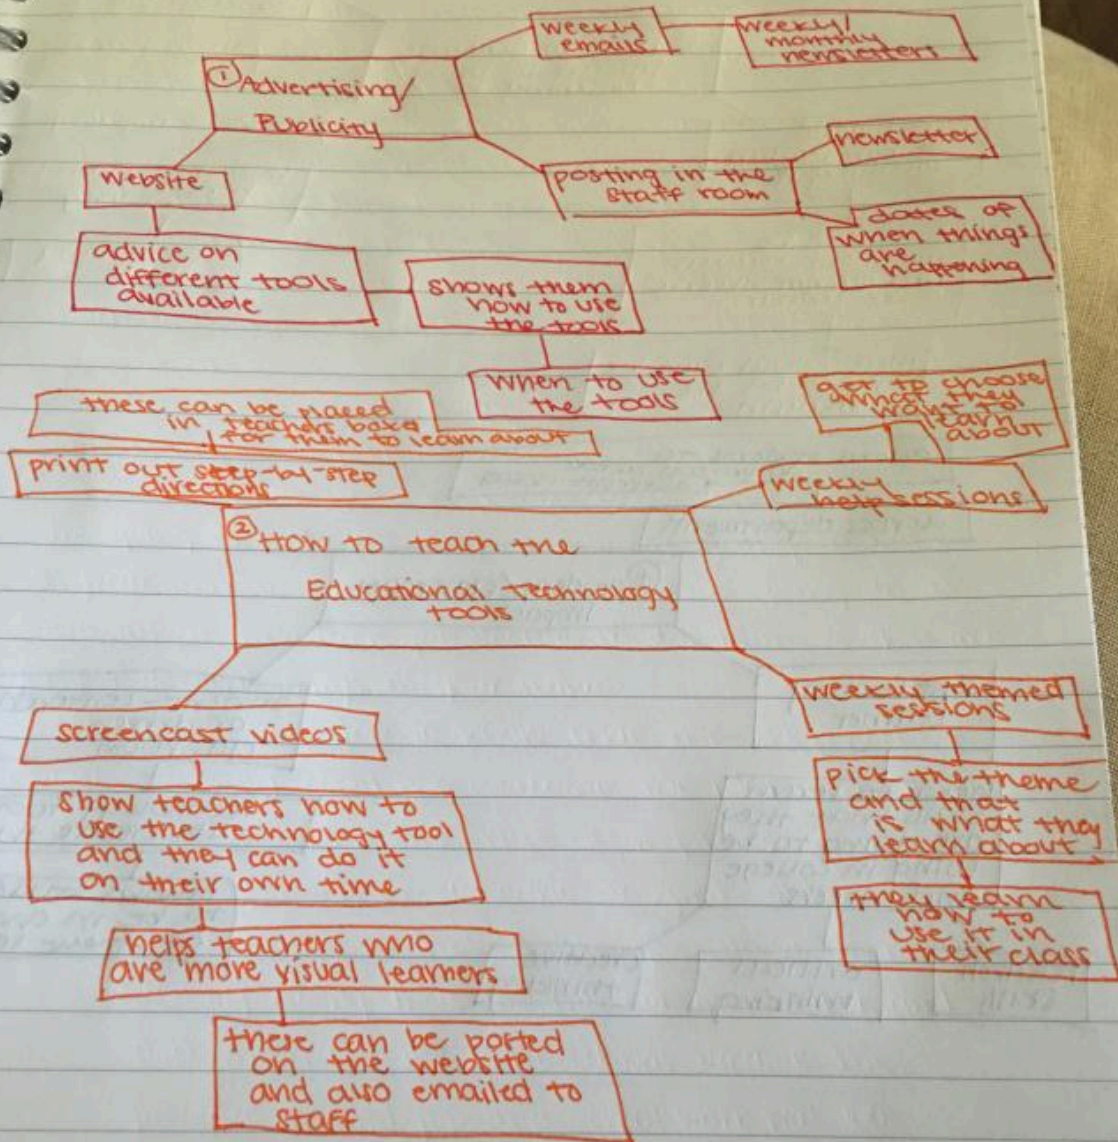 weekly
emails
weekly/
monthly
newsletters
① Advertising/
Publicity
newsletter
website
posting in the
staff room
dates of
when things
are
happening
advice on
different tools
available
shows them
how to use
the tools
when to use
the tools
get to choose
what they
want to
learn
about
these can be placed
in teachers
for them to learn about
print out step-by-step
directions
weekly
help sessions
② How to teach the
Educational technology
tools
weekly themed
sessions
screencast videos
pick the theme
and that
is what they
learn about
show teachers how to
use the technology tool
and they can do it
on their own time
they learn
how to
use it in
their class
helps teachers who
are more visual learners
these can be ported
on the website
and also emailed to
staff